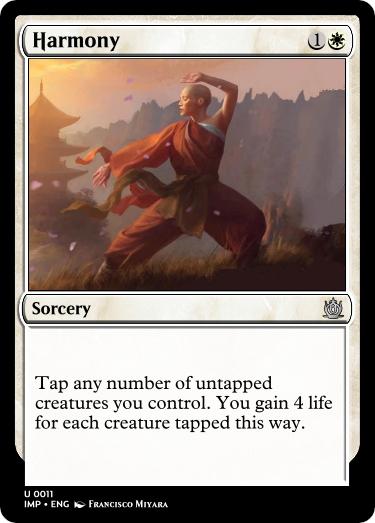 Harmony 1
Sorcery
Tap any number of untapped
creatures you control. You gain 4 life
for each creature tapped this way.
U 0011
IMP • ENG Francisco Miyara